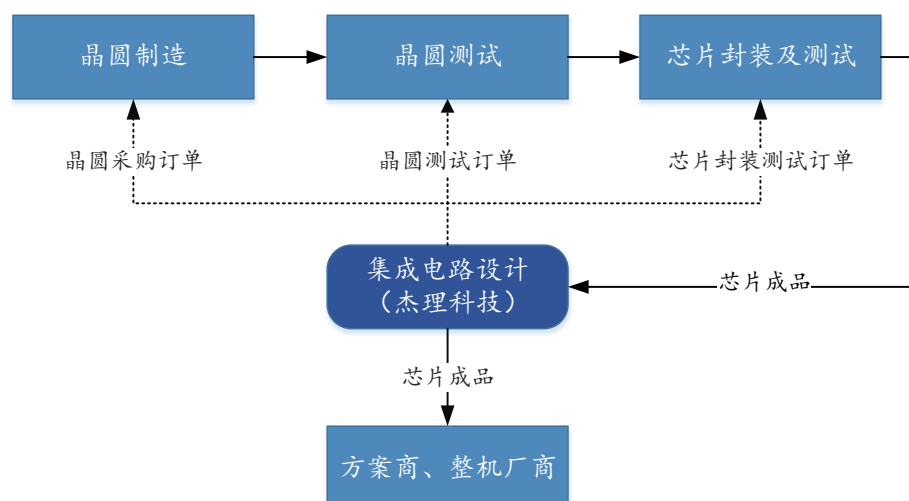 晶圆制造
晶圆测试
芯片封装及测试
晶圆采购订单
晶圆测试订单
芯片封装测试订单
集成电路设计
（杰理科技）
芯片成品
芯片成品
方案商、整机厂商